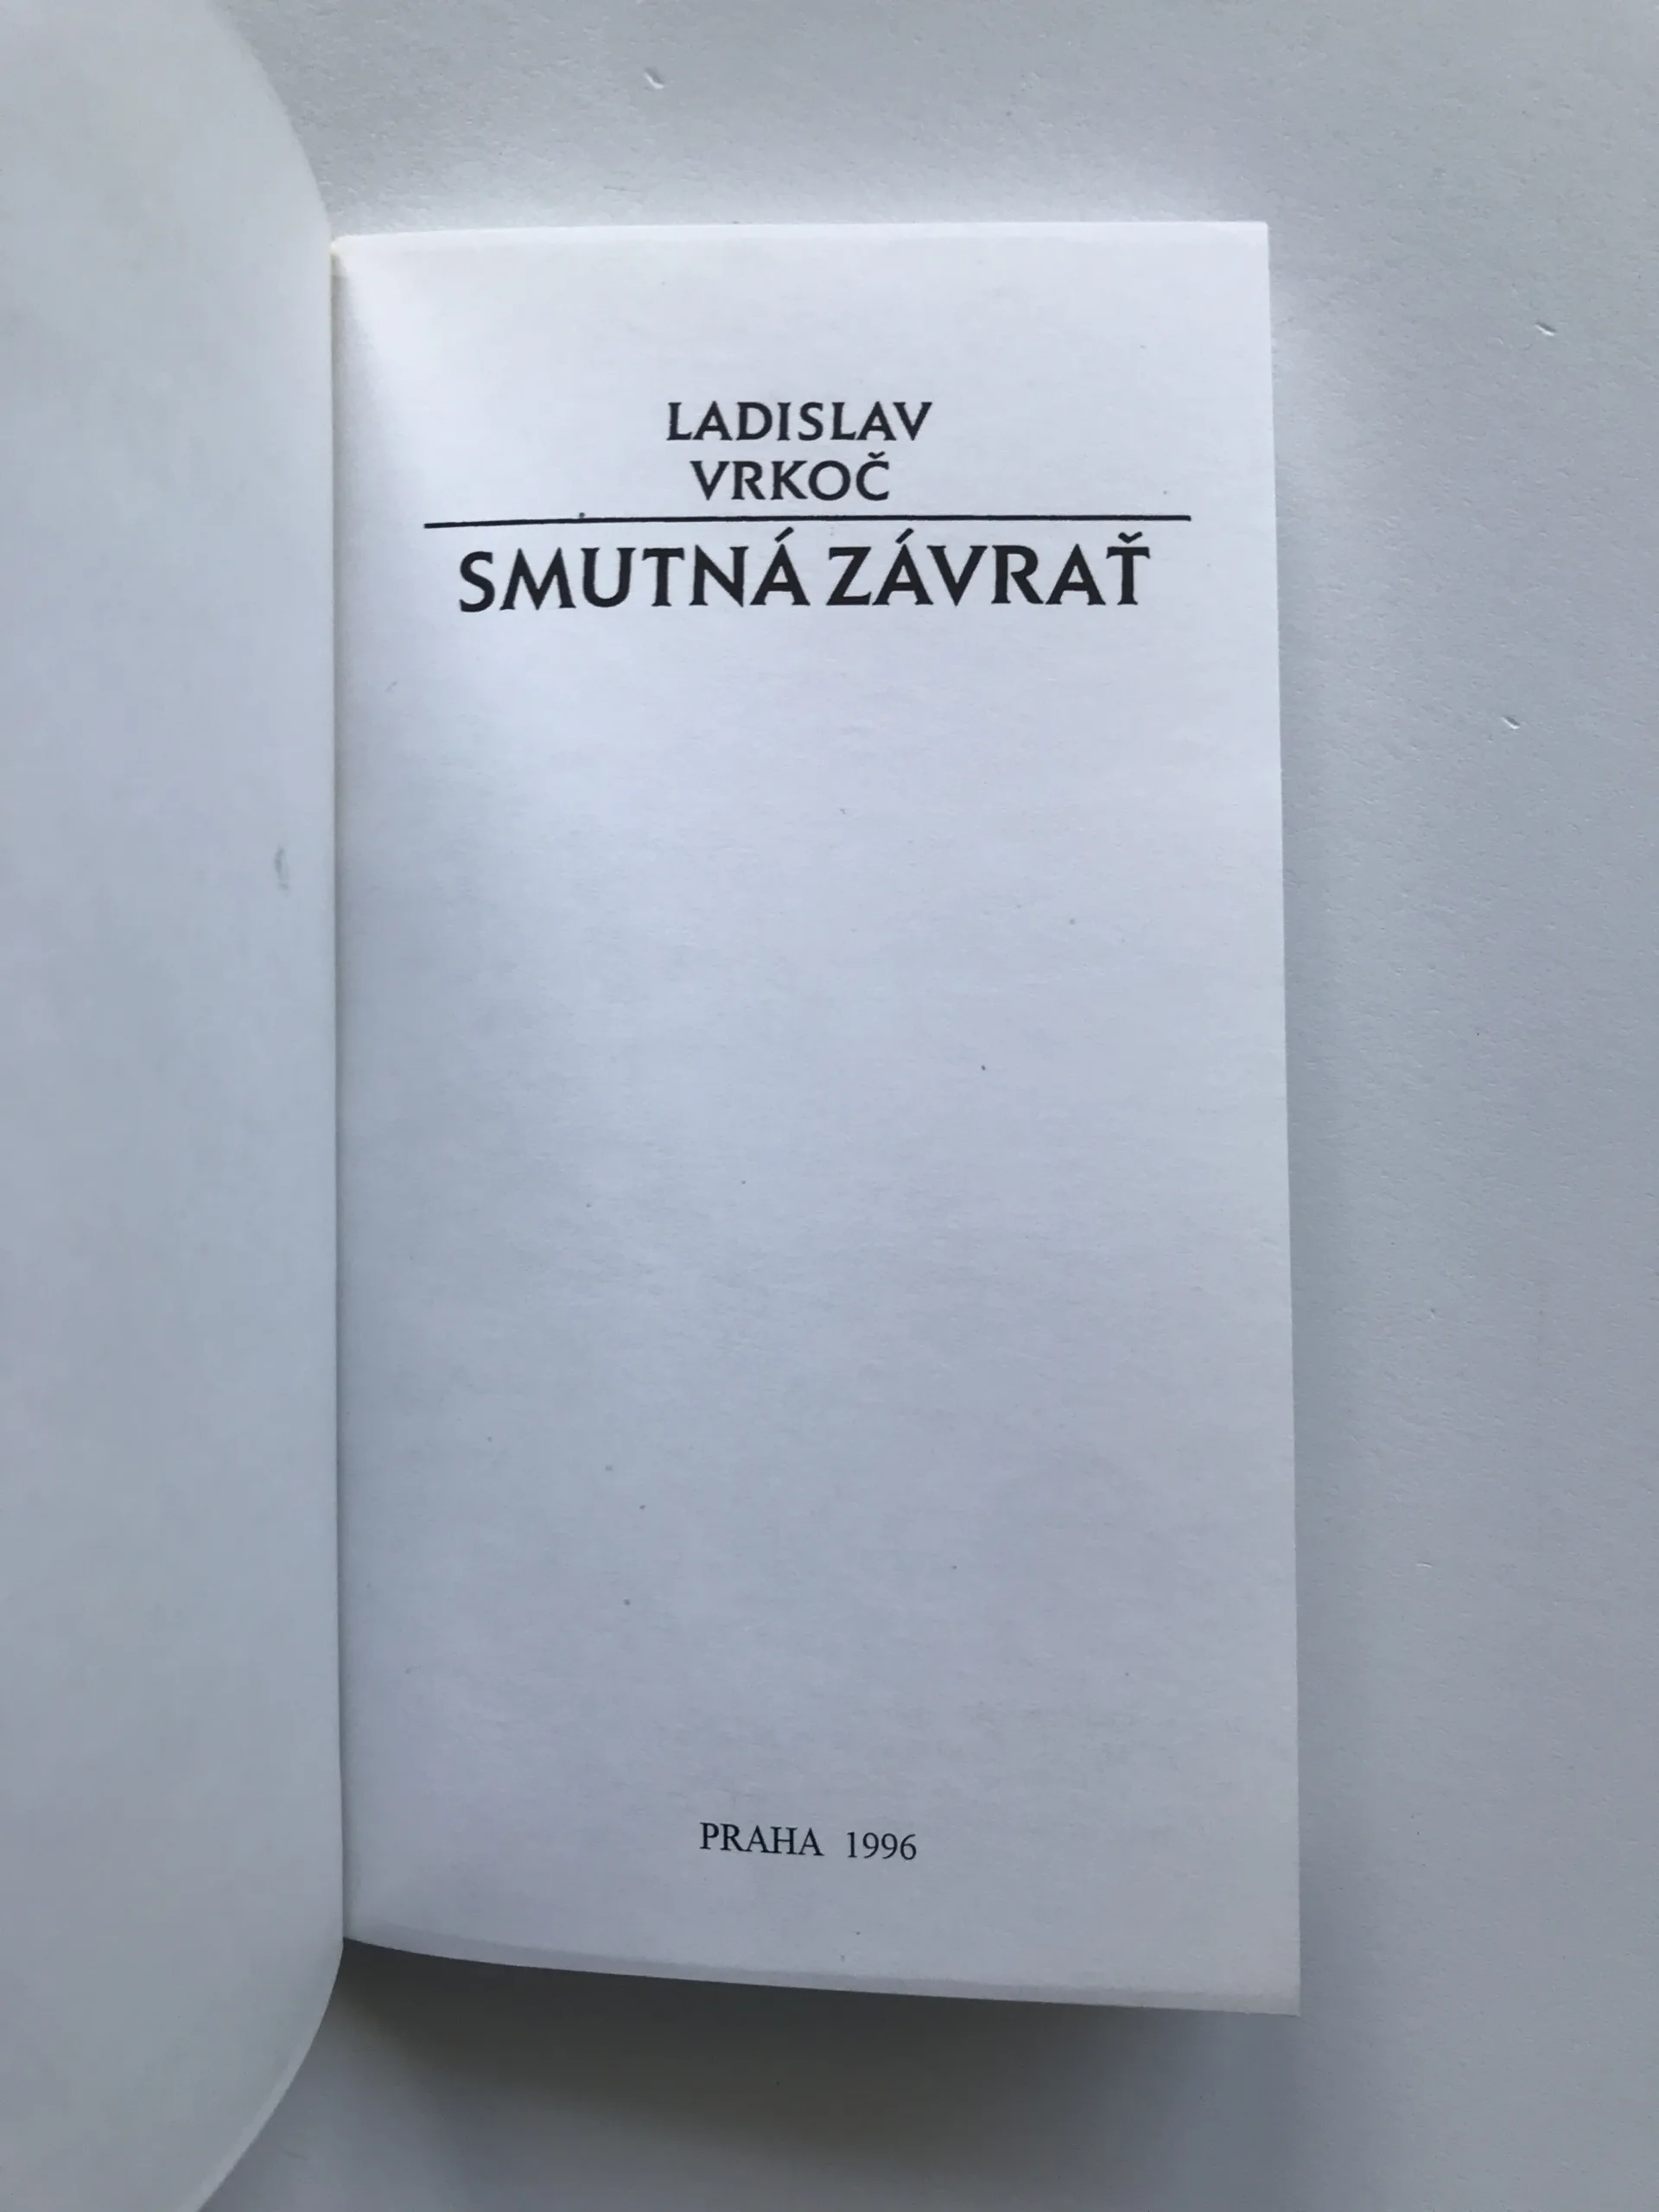 LADISLAV
VRKOČ
SMUTNÁ ZÁVRAŤ
PRAHA 1996